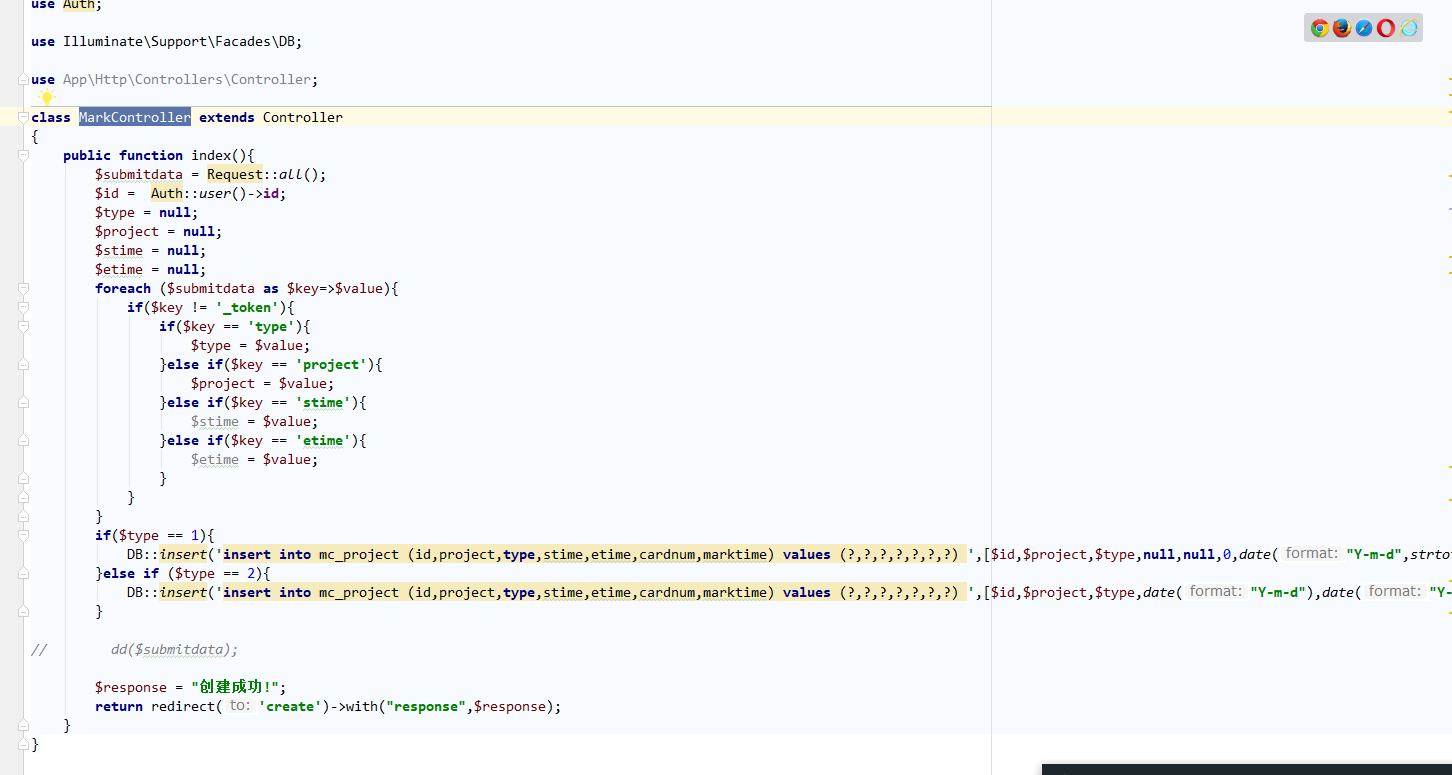 use Auth;
use Illuminate\Support\Facades\DB;
use App\Http\Controllers\Controller;
class MarkController extends Controller
{
    public function index(){
        $submitdata = Request::all();
        $id =  Auth::user()->id;
        $type = null;
        $project = null;
        $stime = null;
        $etime = null;
        foreach ($submitdata as $key=>$value){
            if($key != '_token'){
                if($key == 'type'){
                    $type = $value;
                }else if($key == 'project'){
                    $project = $value;
                }else if($key == 'stime'){
                    $stime = $value;
                }else if($key == 'etime'){
                    $etime = $value;
                }
            }
        }
        if($type == 1){
            DB::insert('insert into mc_project (id,project,type,stime,etime,cardnum,marktime) values (?,?,?,?,?,?,?) ',[$id,$project,$type,null,null,0,date( format: "Y-m-d",strto
        }else if ($type == 2){
            DB::insert('insert into mc_project (id,project,type,stime,etime,cardnum,marktime) values (?,?,?,?,?,?,?) ',[$id,$project,$type,date( format: "Y-m-d"),date( format: "Y-
        }
//        dd($submitdata);
        $response = "创建成功!";
        return redirect( to: 'create')->with("response",$response);
    }
}